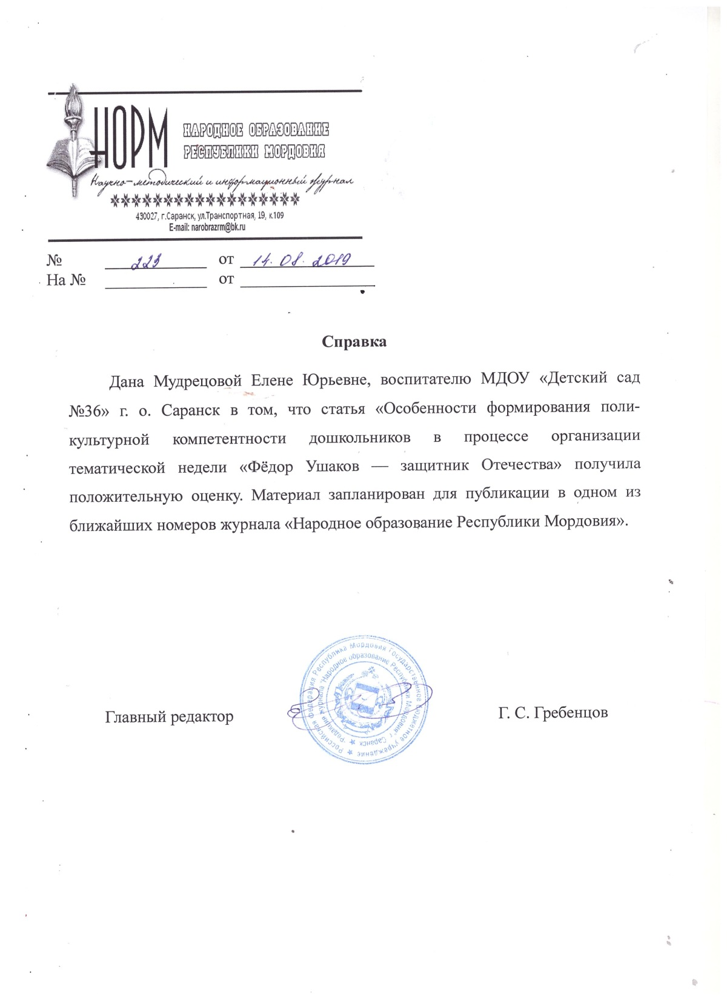 НОРМ
НАРОДНОЕ ОБРАЗОВАНИЕ
РЕСПУБЛИКИ МОРДОВИЯ
Научно-методический и информационный журнал
430027, г.Саранск, ул.Транспортная, 19, к.109
E-mail: narobrazrm@bk.ru
№ 223 от 14.08.2019
На № от
Справка
Дана Мудрецовой Елене Юрьевне, воспитателю МДОУ «Детский сад
№36» г. о. Саранск в том, что статья «Особенности формирования поли-
культурной компетентности дошкольников в процессе организации
тематической недели «Фёдор Ушаков — защитник Отечества» получила
положительную оценку. Материал запланирован для публикации в одном из
ближайших номеров журнала «Народное образование Республики Мордовия».
Российская Федерация Республика Мордовия Государственное бюджетное учреждение
"Редакция журнала "Народное образование Республики Мордовия" г. Саранск
Главный редактор
Г. С. Гребенцов